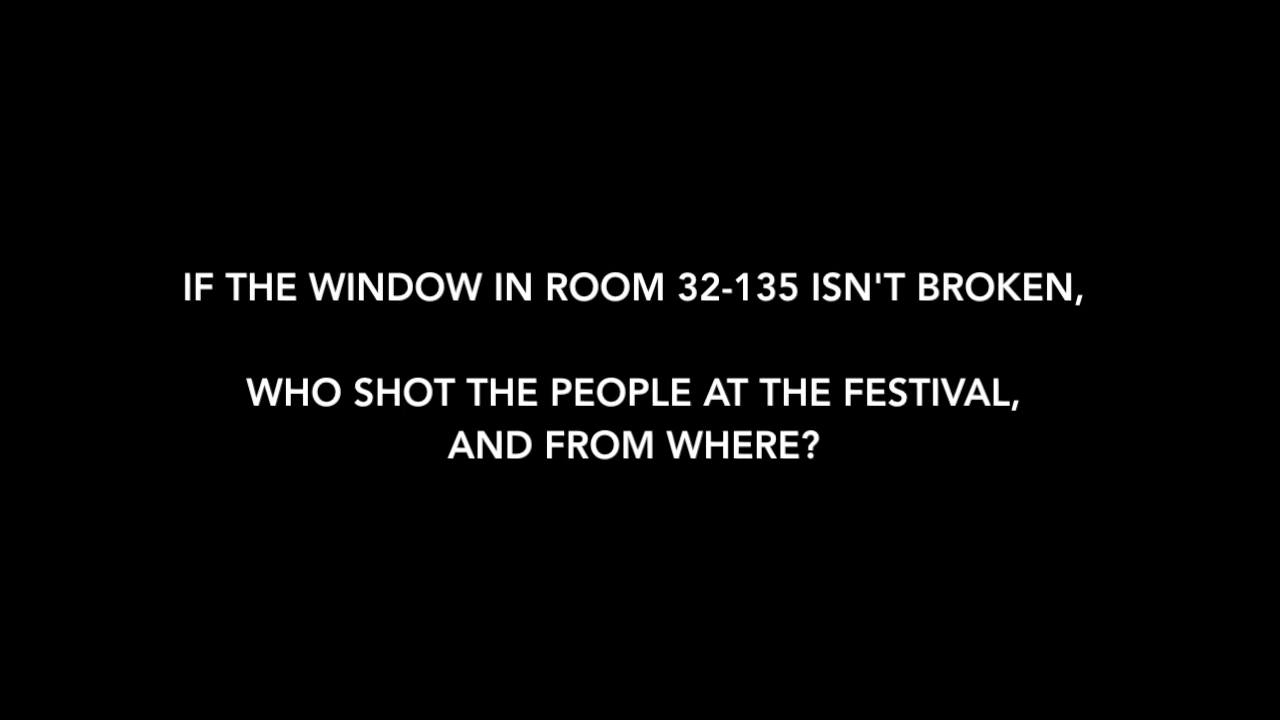 IF THE WINDOW IN ROOM 32-135 ISN'T BROKEN,
WHO SHOT THE PEOPLE AT THE FESTIVAL,
AND FROM WHERE?